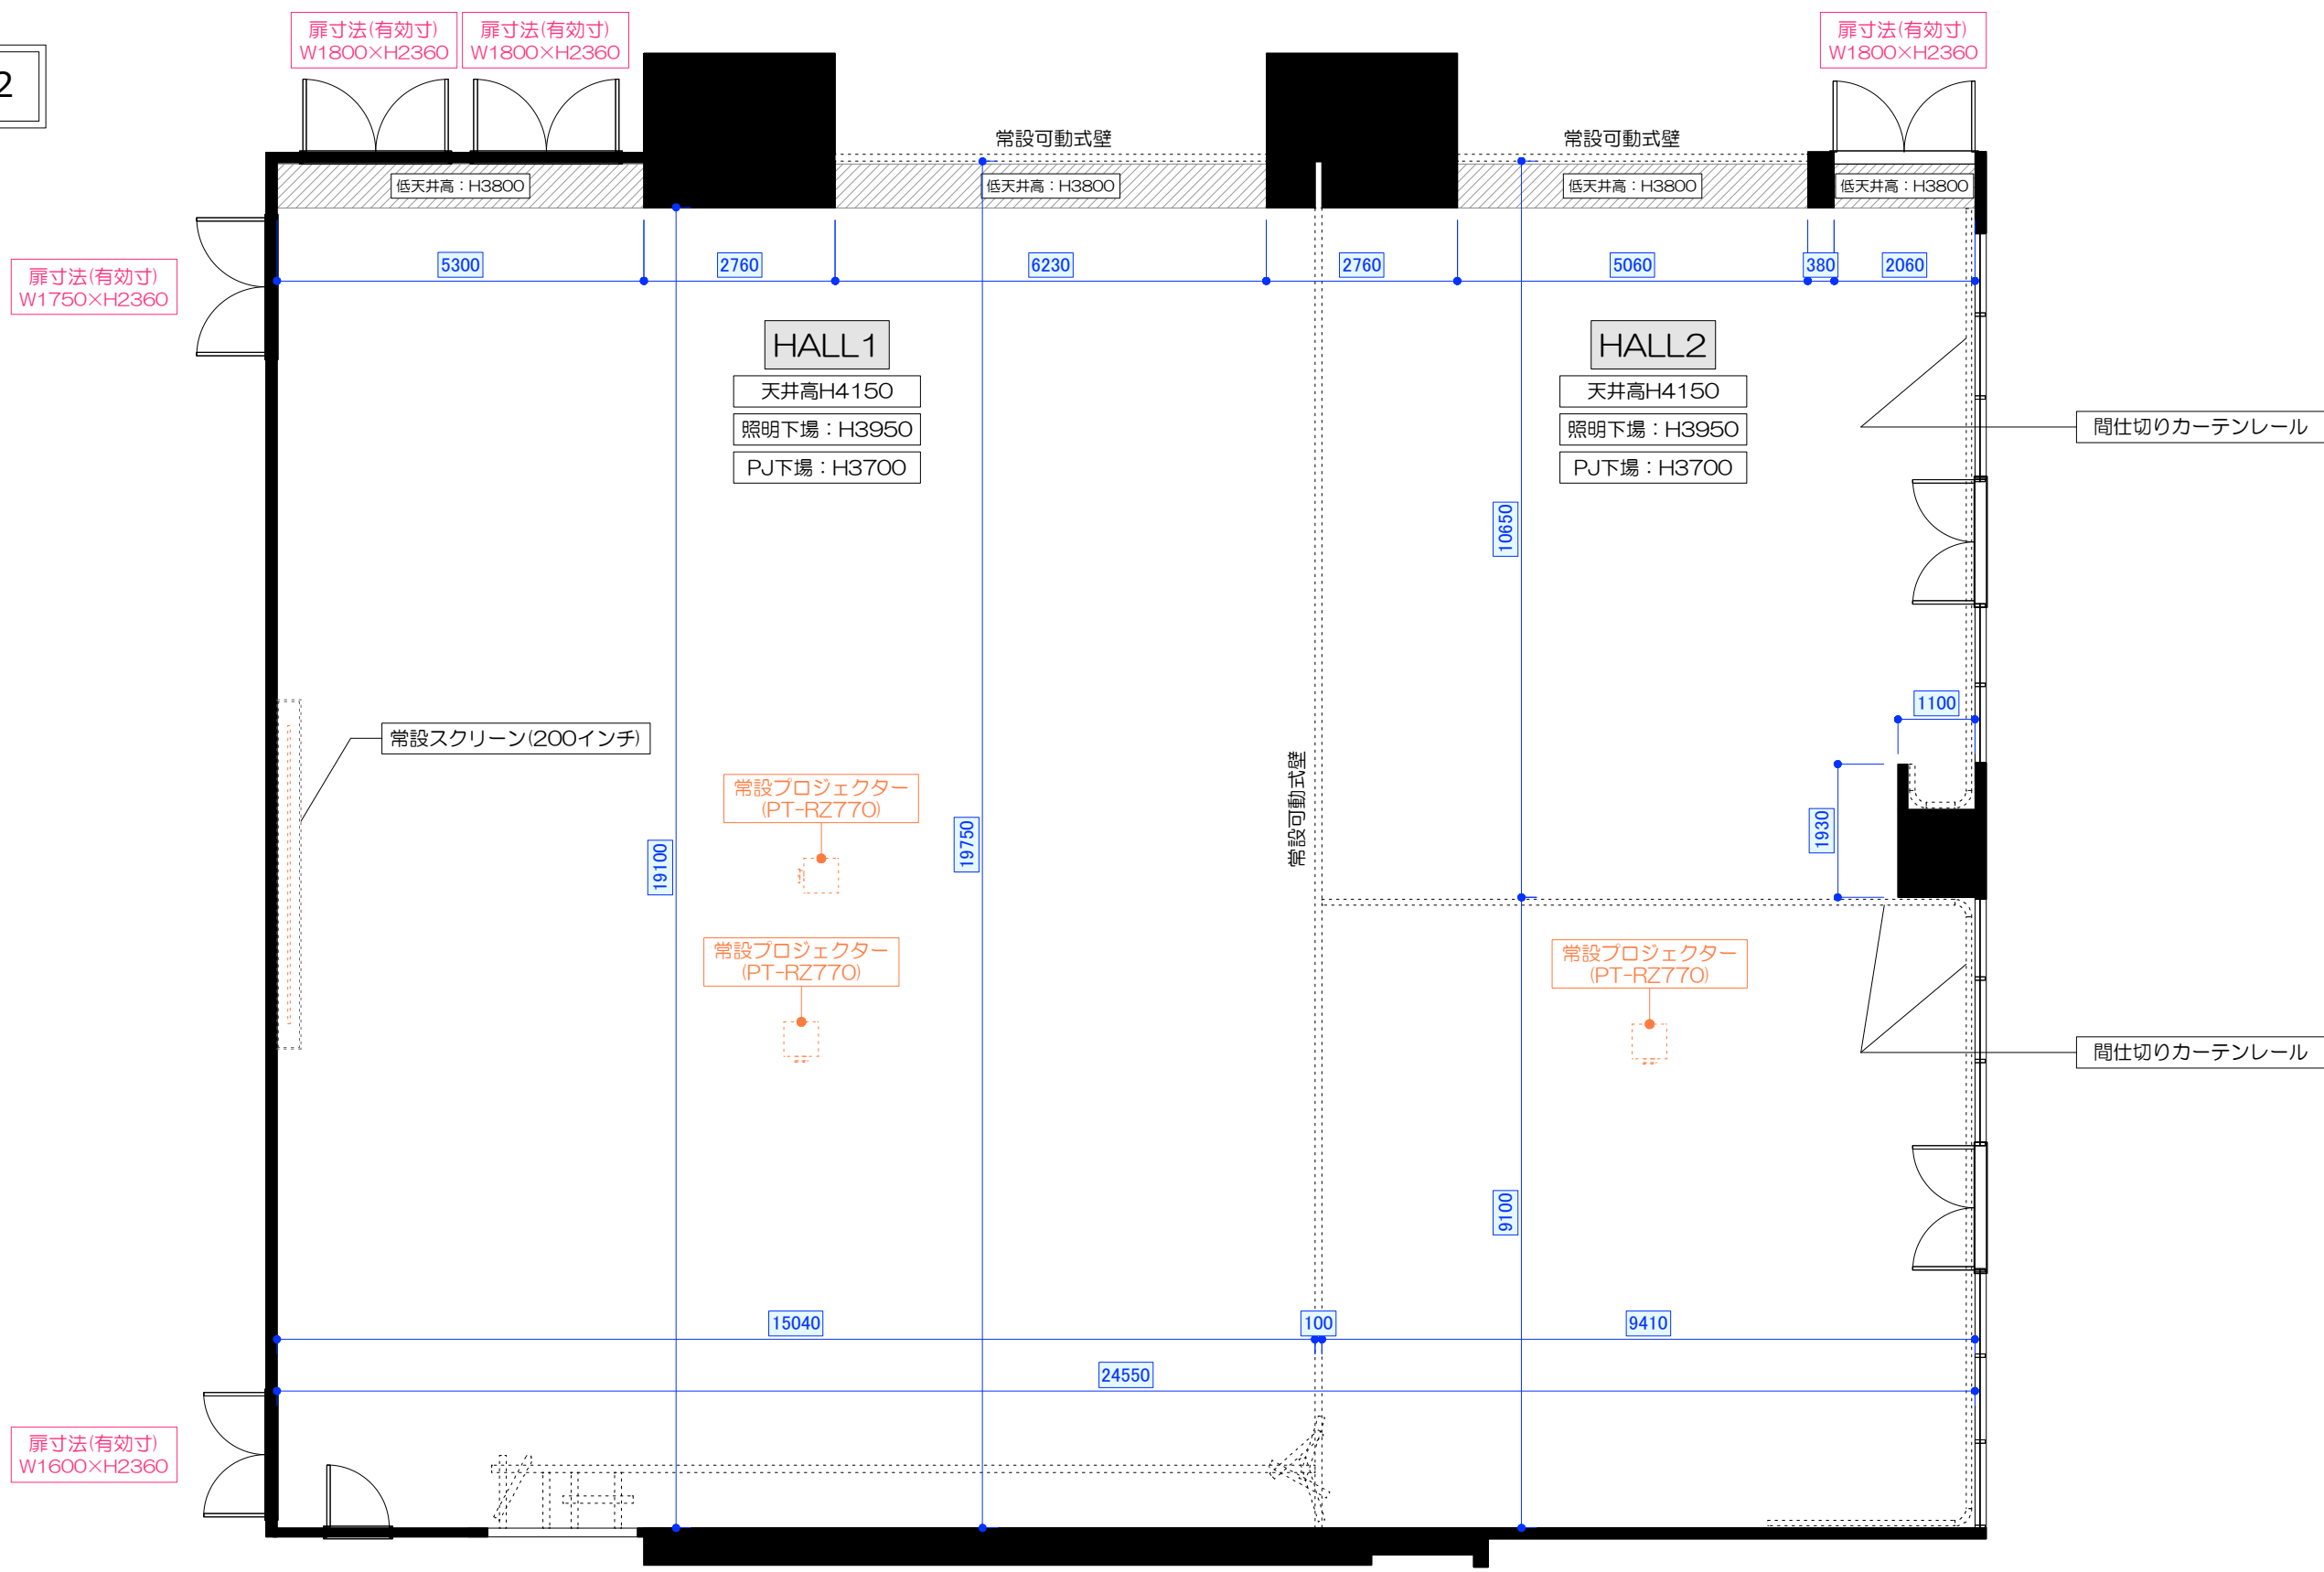 扉寸法(有効寸)
W1800×H2360
扉寸法(有効寸)
W1800×H2360
扉寸法(有効寸)
W1800×H2360
2
常設可動式壁
常設可動式壁
低天井高：H3800
低天井高：H3800
低天井高：H3800
低天井高：H3800
扉寸法(有効寸)
W1750×H2360
5300
2760
6230
2760
5060
380
2060
HALL1
天井高H4150
照明下場：H3950
PJ下場：H3700
HALL2
天井高H4150
照明下場：H3950
PJ下場：H3700
間仕切りカーテンレール
10650
1100
常設スクリーン(200インチ)
常設プロジェクター
(PT-RZ770)
常設可動式壁
19100
19750
1930
常設プロジェクター
(PT-RZ770)
常設プロジェクター
(PT-RZ770)
間仕切りカーテンレール
9100
15040
100
9410
24550
扉寸法(有効寸)
W1600×H2360